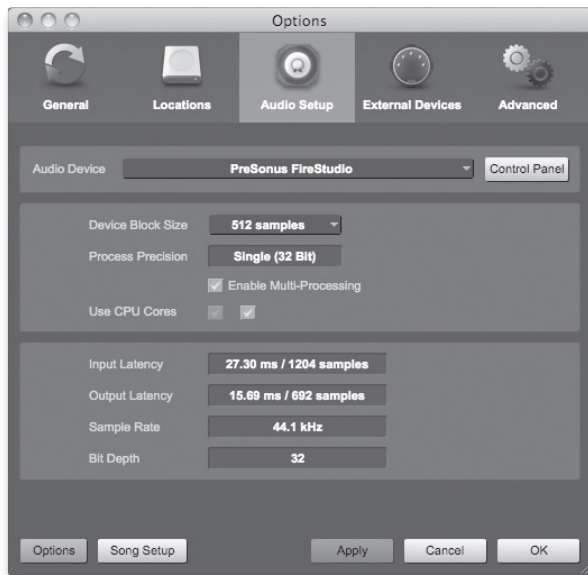 Options
General Locations Audio Setup External Devices Advanced
Audio Device PreSonus FireStudio Control Panel
Device Block Size 512 samples
Process Precision Single (32 Bit)
Enable Multi-Processing
Use CPU Cores
Input Latency 27.30 ms / 1204 samples
Output Latency 15.69 ms / 692 samples
Sample Rate 44.1 kHz
Bit Depth 32
Options Song Setup Apply Cancel OK